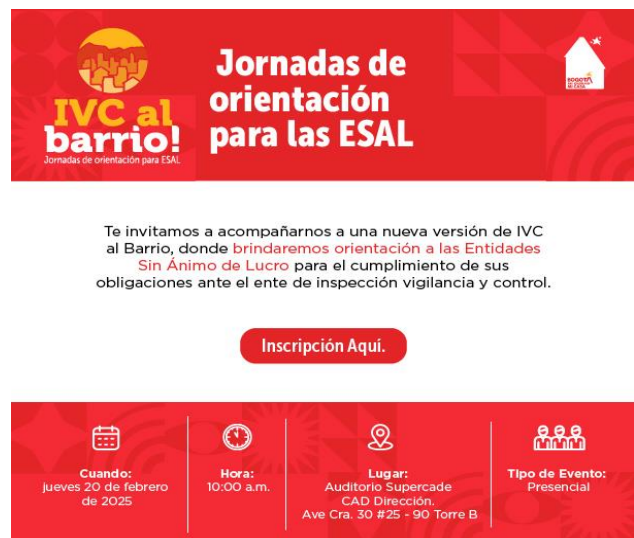 IVC al
barrio!
Jornadas de orientación para ESAL
Jornadas de
orientación
para las ESAL
BOGOTÁ
MI CASA
Te invitamos a acompañarnos a una nueva versión de IVC
al Barrio, donde brindaremos orientación a las Entidades
Sin Ánimo de Lucro para el cumplimiento de sus
obligaciones ante el ente de inspección vigilancia y control.
Inscripción Aquí.
Cuando:
jueves 20 de febrero
de 2025
Hora:
10:00 a.m.
Lugar:
Auditorio Supercade
CAD Dirección.
Ave Cra. 30 #25 - 90 Torre B
Tipo de Evento:
Presencial